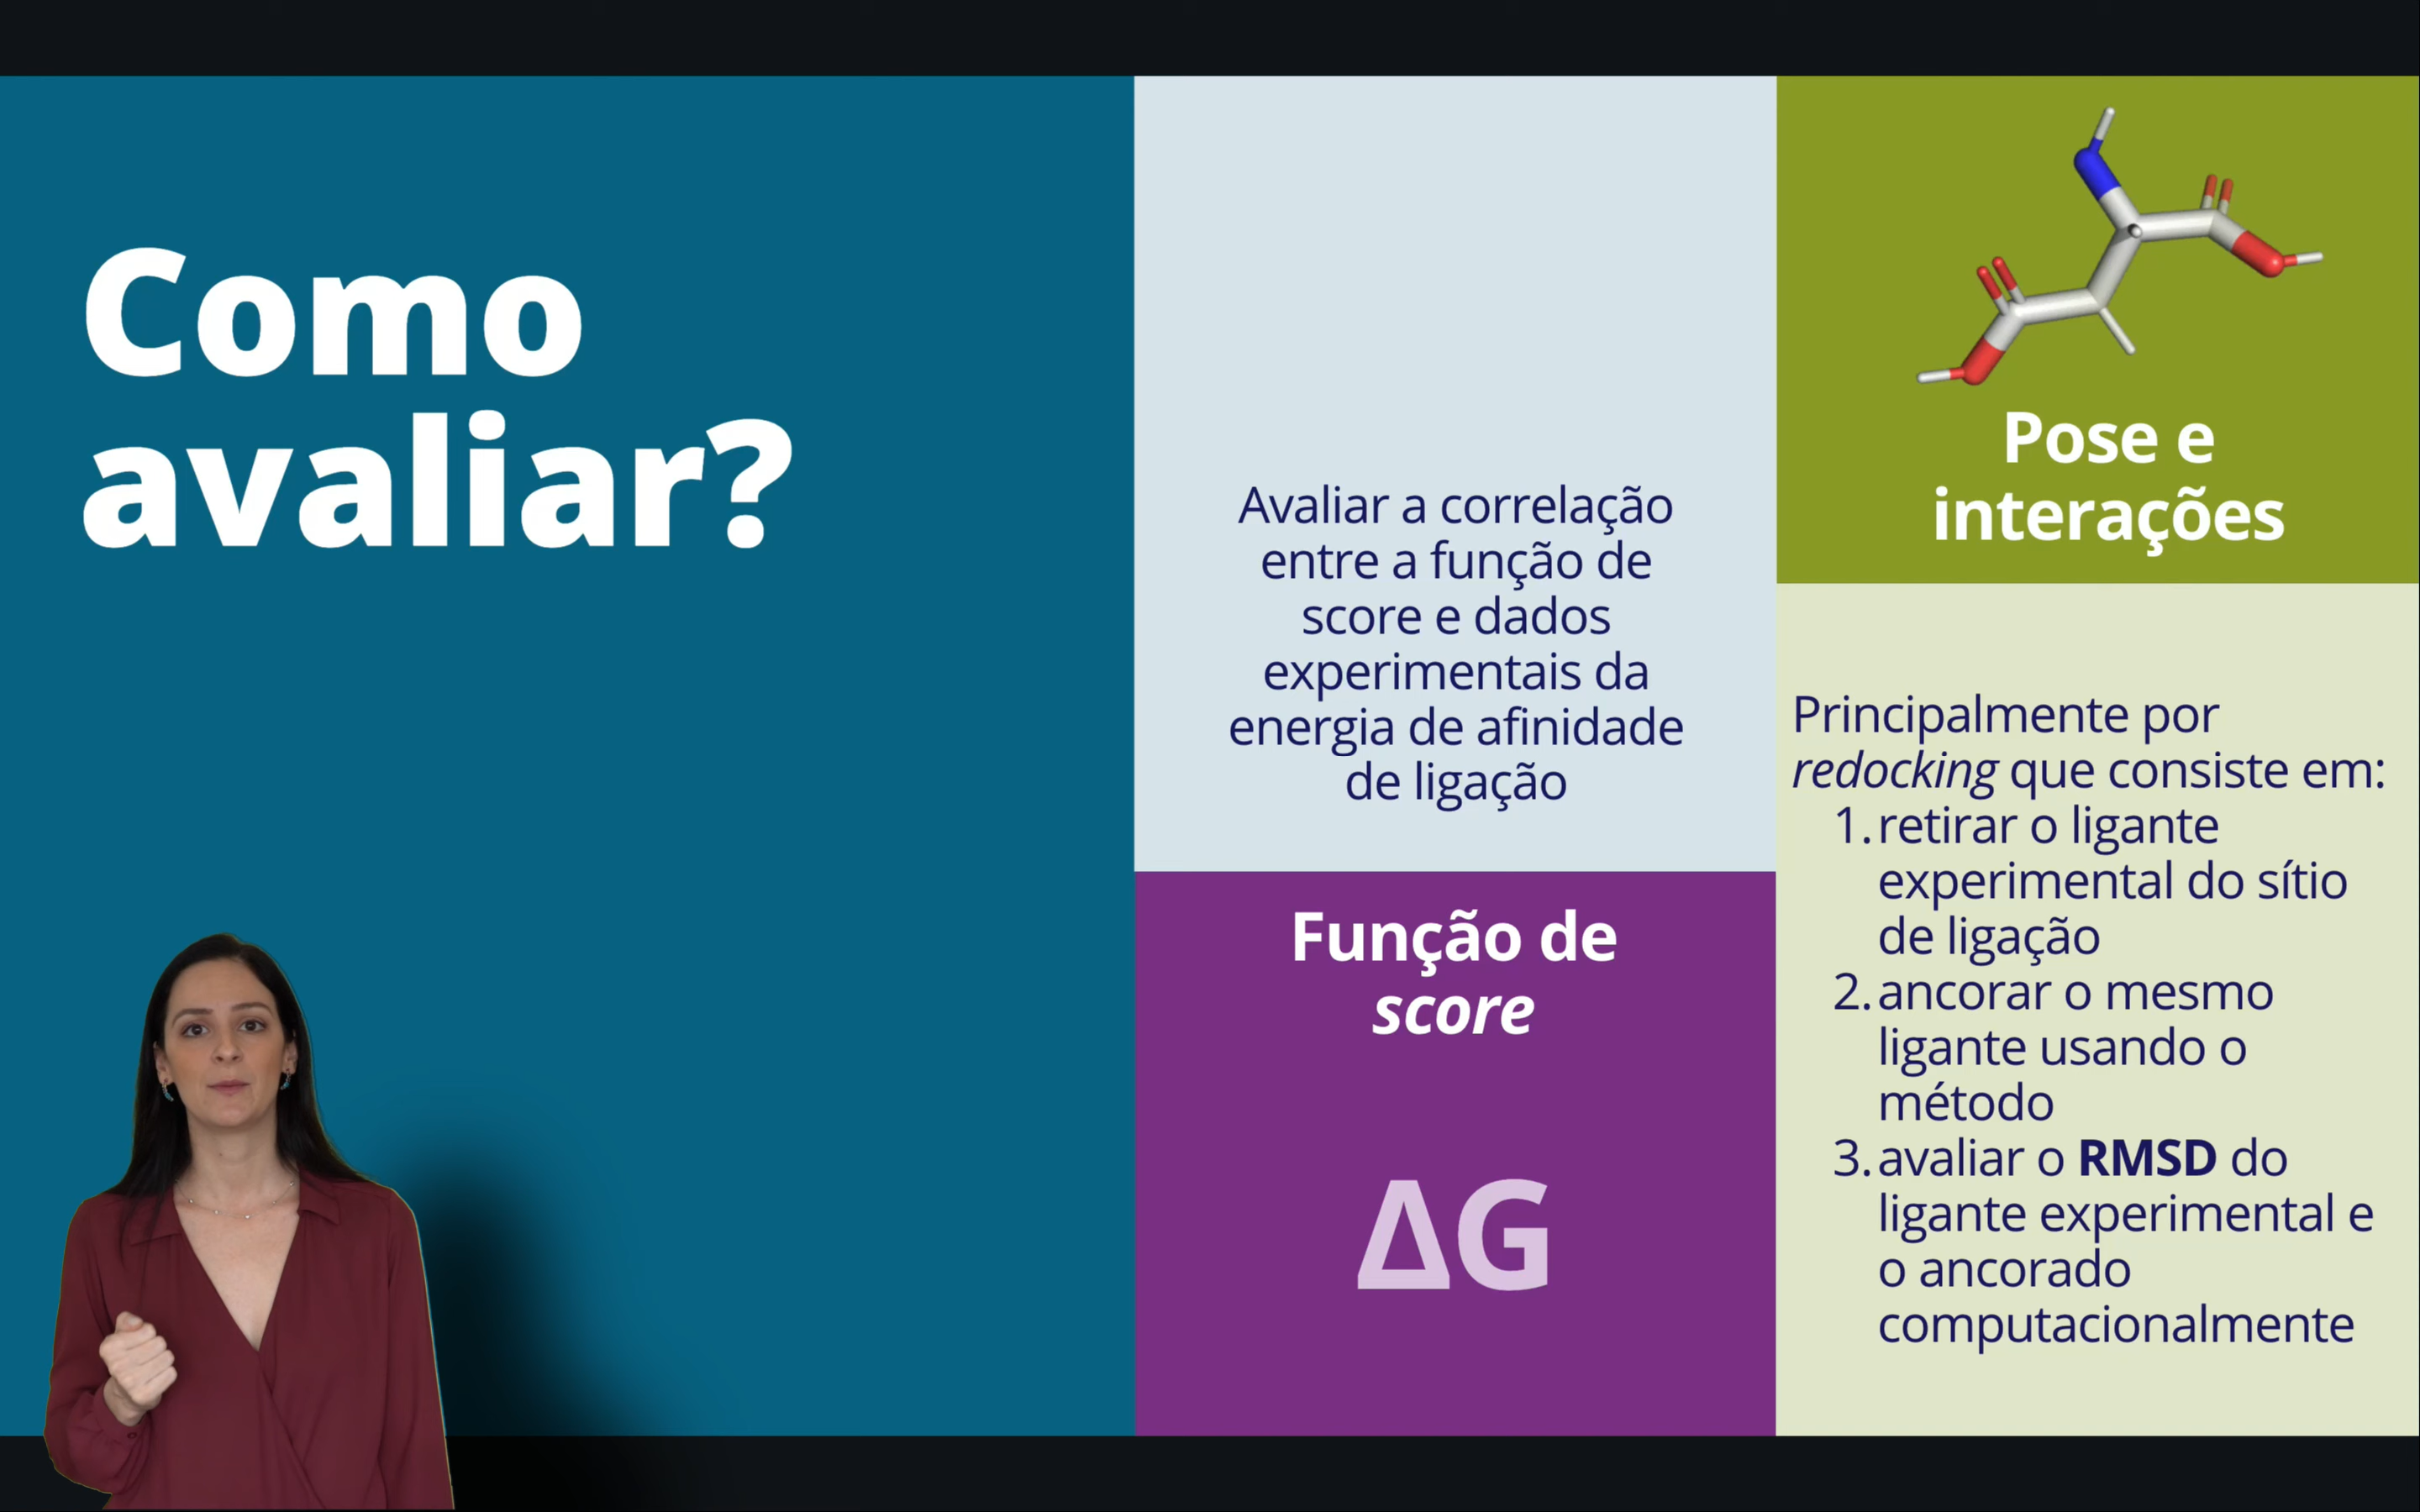 Como
avaliar?
Avaliar a correlação
entre a função de
score e dados
experimentais da
energia de afinidade
de ligação
Função de
score
ΔG
Pose e
interações
Principalmente por
redocking que consiste em:
1. retirar o ligante
experimental do sítio
de ligação
2. ancorar o mesmo
ligante usando o
método
3. avaliar o RMSD do
ligante experimental e
o ancorado
computacionalmente